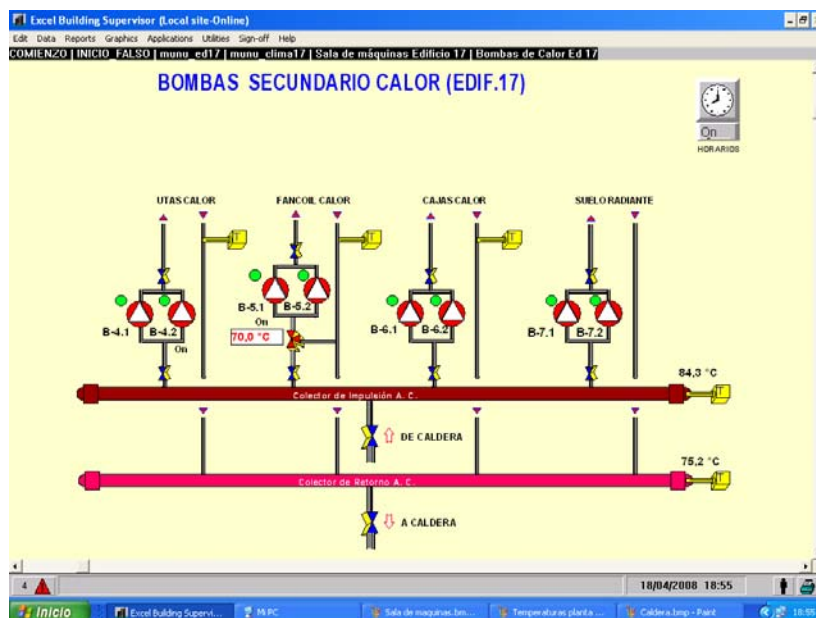 Excel Building Supervisor (Local site-Online)
Edit Data Reports Graphics Applications Utilities Sign-off Help
COMIENZO | INICIO_FALSO | munu_ed17 | munu_clima17 | Sala de máquinas Edificio 17 | Bombas de Calor Ed 17
BOMBAS SECUNDARIO CALOR (EDIF.17)
On
HORARIOS
UTAS CALOR FANCOIL CALOR CAJAS CALOR SUELO RADIANTE
T T T
B-5.1 B-5.2
On
B-4.1 B-4.2 B-6.1 B-6.2 B-7.1 B-7.2
70,0 °C
On
84,3 °C
Colector de Impulsión A. C. T
DE CALDERA
75,2 °C
Colector de Retorno A. C. T
A CALDERA
4 18/04/2008 18:55
Inicio Excel Building Supervi... Mi PC Sala de maquinas.bm... Temperaturas planta ... Caldera.bmp - Paint 18:55